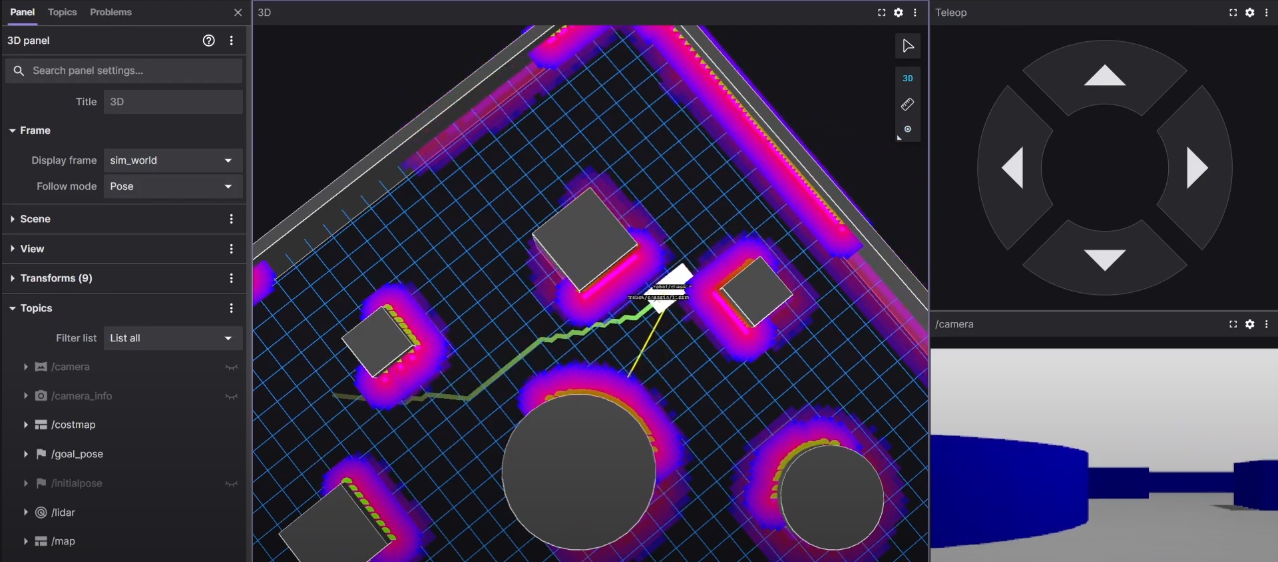 Panel
Topics
Problems
3D panel
Search panel settings...
Title
3D
Frame
Display frame
sim_world
Follow mode
Pose
Scene
View
Transforms (9)
Topics
Filter list
List all
/camera
/camera_info
/costmap
/goal_pose
/initialpose
/lidar
/map
3D
3D
Teleop
/camera